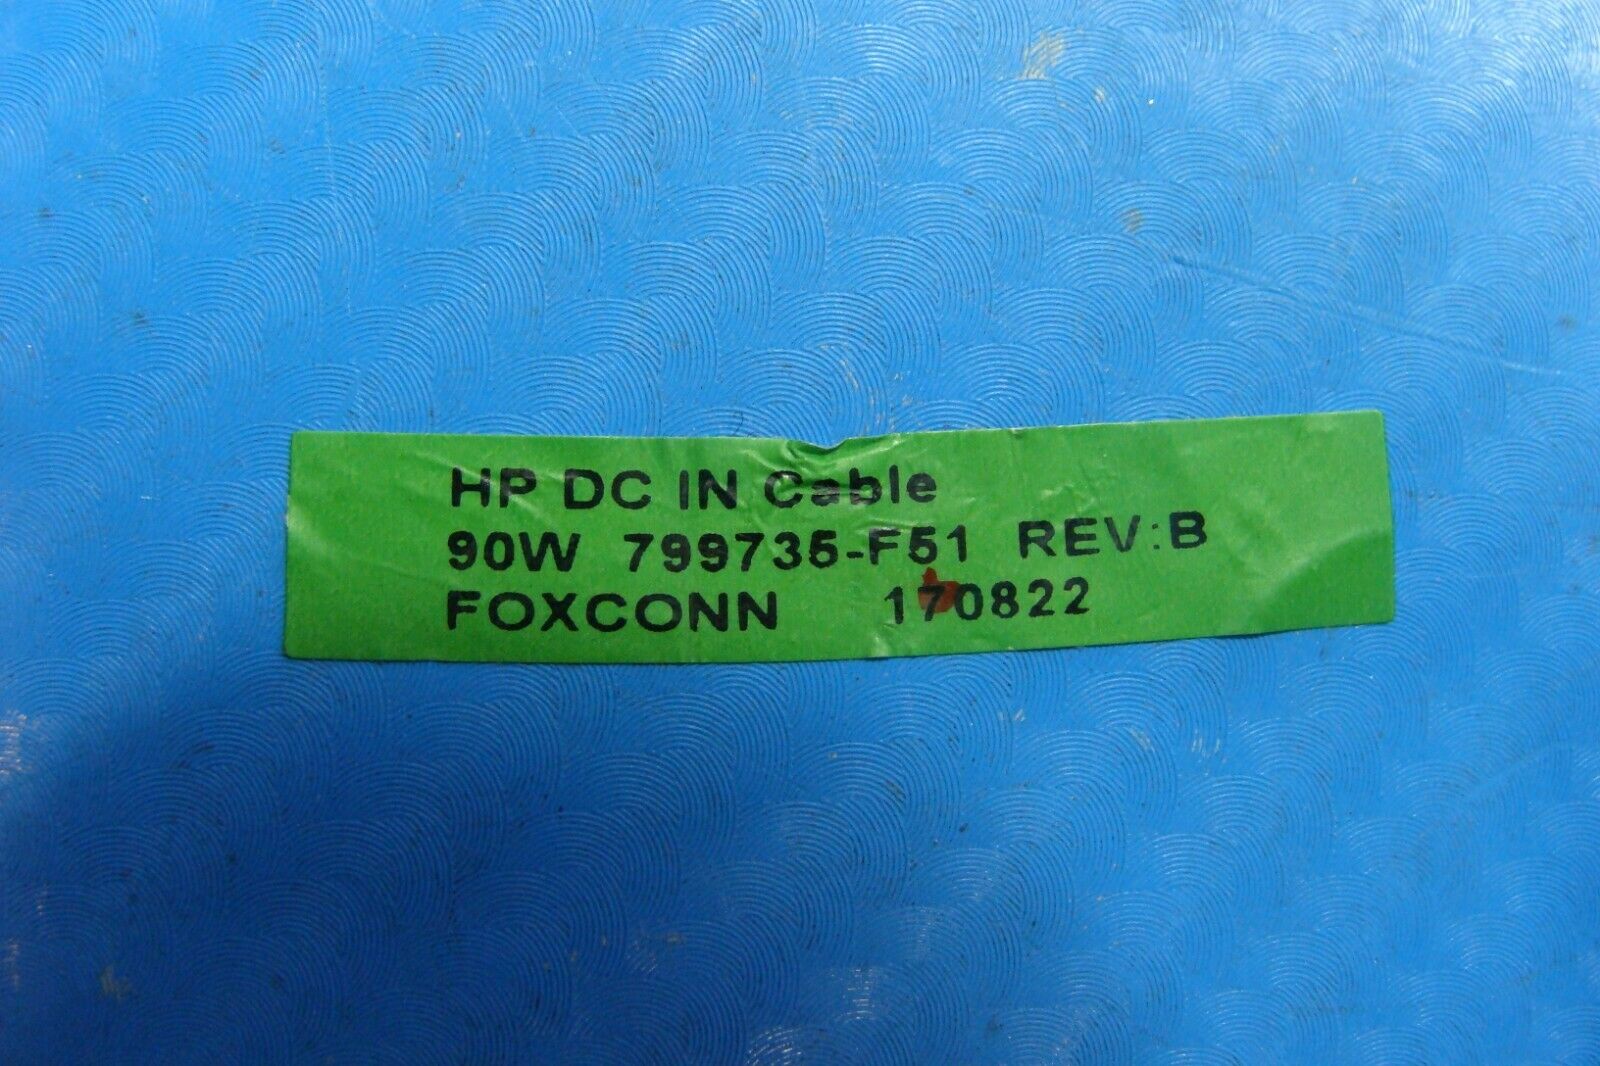 HP DC IN Cable
90W 799735-F51 REV:B
FOXCONN 170822